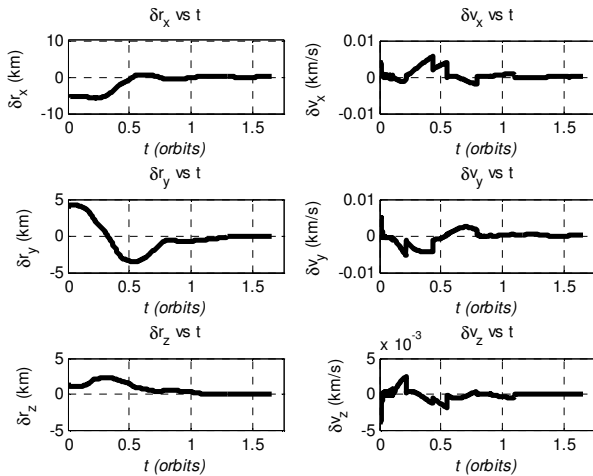 δr_x vs t
δr_x (km)
10
0
-10
0
0.5
1
1.5
t (orbits)
δv_x vs t
δv_x (km/s)
0.01
0
-0.01
0
0.5
1
1.5
t (orbits)
δr_y vs t
δr_y (km)
5
0
-5
0
0.5
1
1.5
t (orbits)
δv_y vs t
δv_y (km/s)
0.01
0
-0.01
0
0.5
1
1.5
t (orbits)
δr_z vs t
δr_z (km)
5
0
-5
0
0.5
1
1.5
t (orbits)
δv_z vs t
x 10^-3
δv_z (km/s)
5
0
-5
0
0.5
1
1.5
t (orbits)